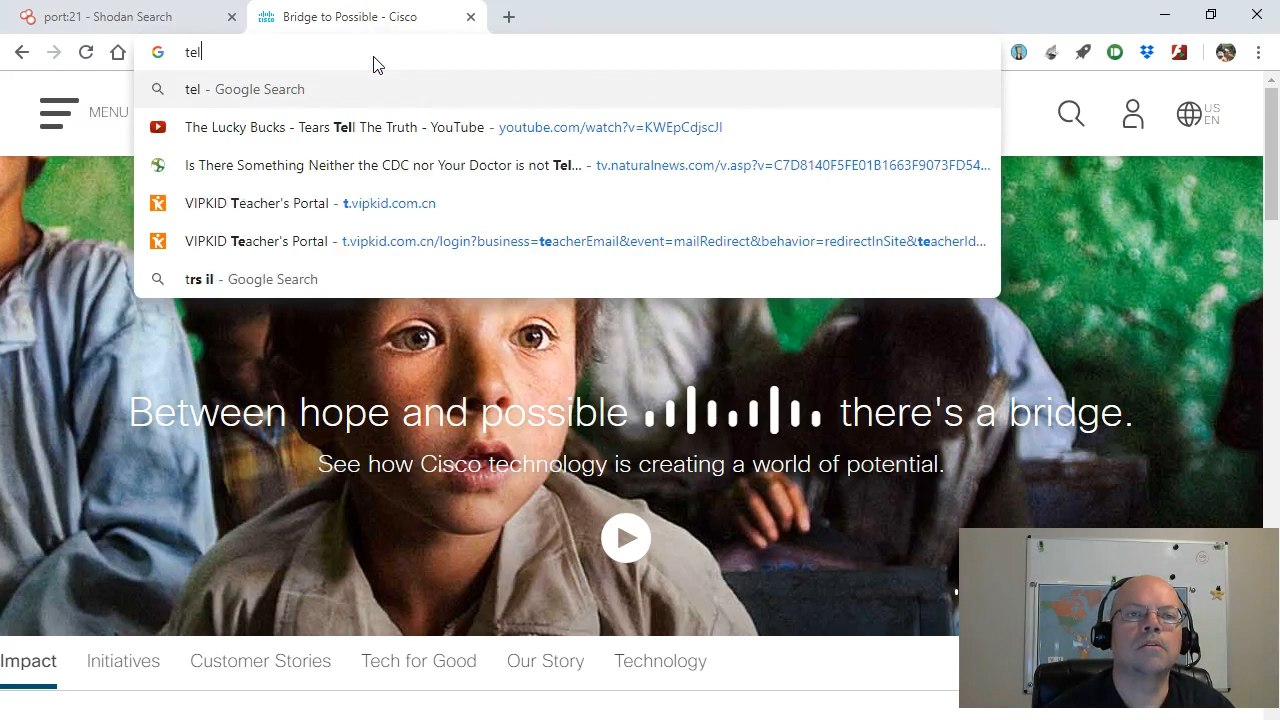 port:21 - Shodan Search
Bridge to Possible - Cisco
tel
tel - Google Search
The Lucky Bucks - Tears Tell The Truth - YouTube - youtube.com/watch?v=KWEpCdjscJI
Is There Something Neither the CDC nor Your Doctor is not Tel... - tv.naturalnews.com/v.asp?v=C7D8140F5FE01B1663F9073FD54...
VIPKID Teacher's Portal - t.vipkid.com.cn
VIPKID Teacher's Portal - t.vipkid.com.cn/login?business=teacherEmail&event=mailRedirect&behavior=redirectInSite&teacherId...
trs il - Google Search
MENU
US
EN
Between hope and possible there's a bridge.
See how Cisco technology is creating a world of potential.
Impact Initiatives Customer Stories Tech for Good Our Story Technology